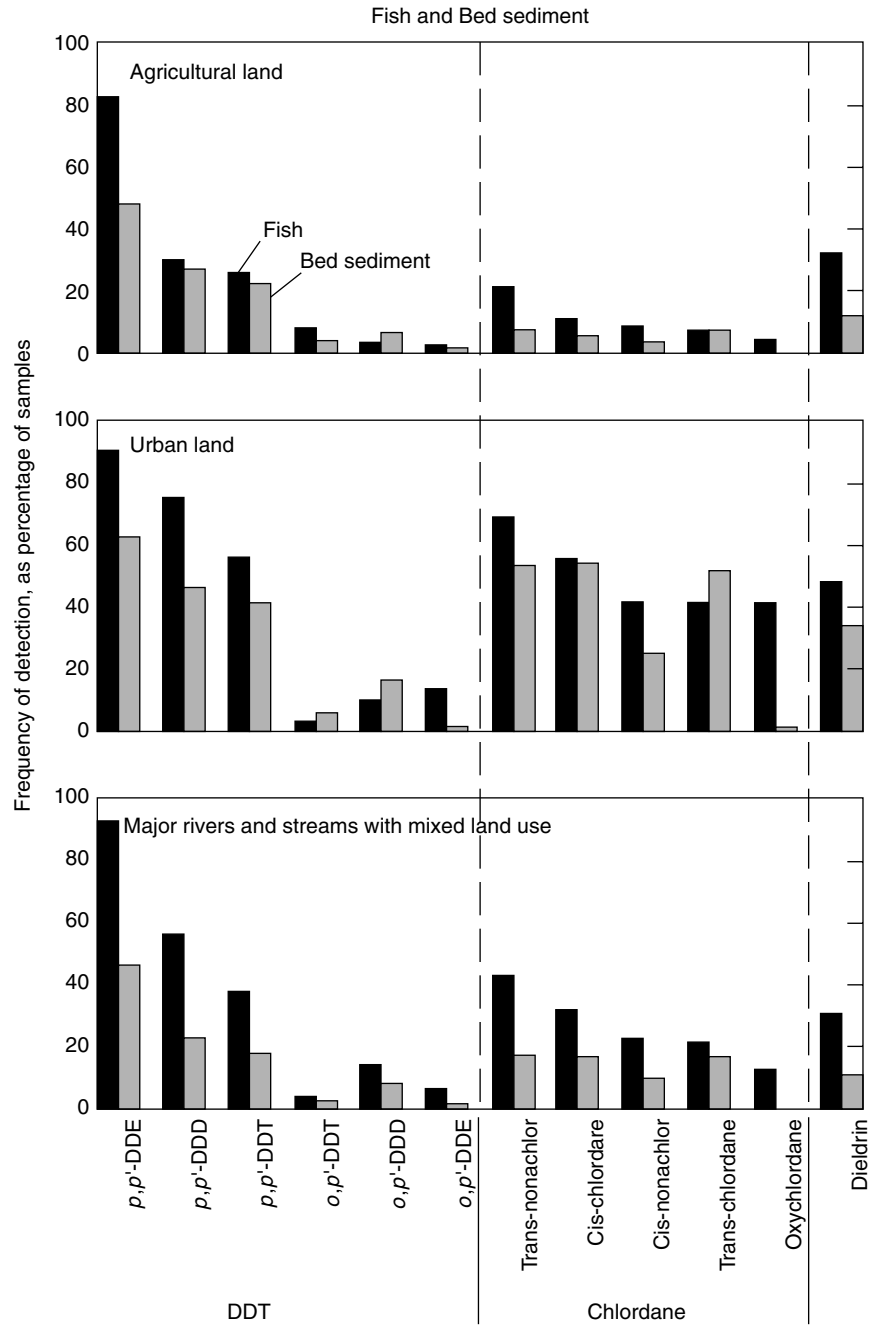 Fish and Bed sediment
Frequency of detection, as percentage of samples
100
80
60
40
20
0
Agricultural land
Fish
Bed sediment
100
80
60
40
20
0
Urban land
100
80
60
40
20
0
Major rivers and streams with mixed land use
p,p'-DDE
p,p'-DDD
p,p'-DDT
o,p'-DDT
o,p'-DDD
o,p'-DDE
Trans-nonachlor
Cis-chlordare
Cis-nonachlor
Trans-chlordane
Oxychlordane
Dieldrin
DDT
Chlordane